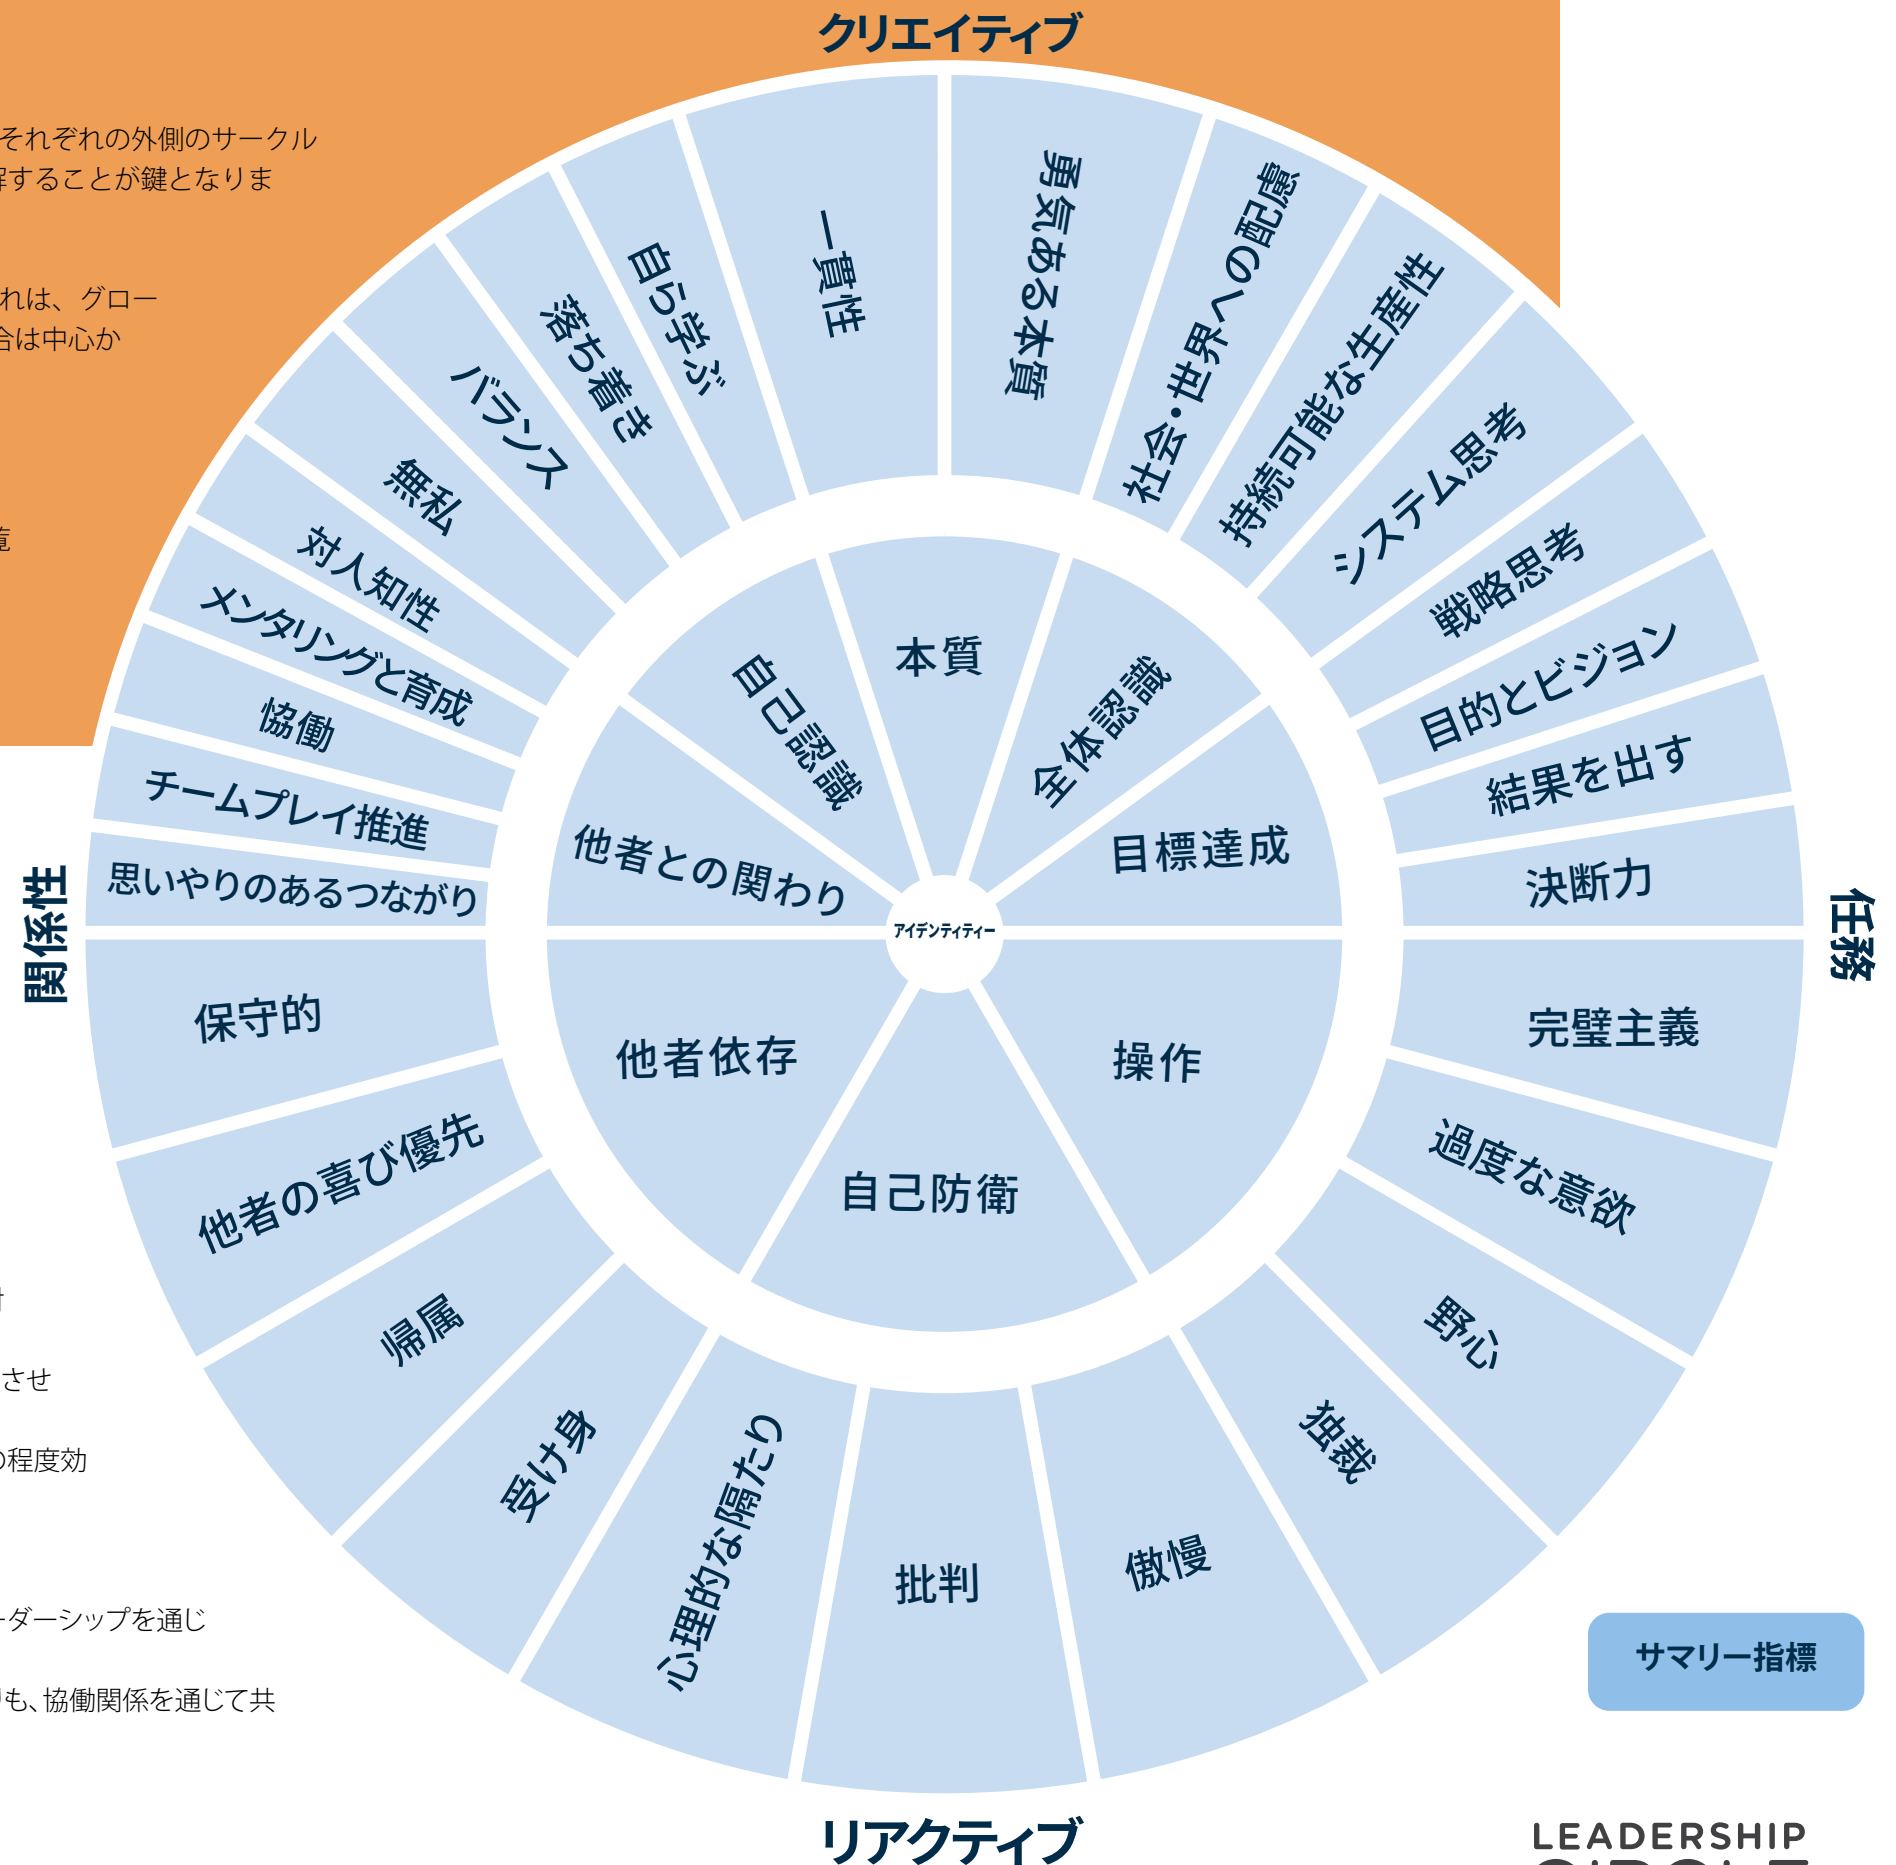 クリエイティブ
それぞれの外側のサークル
解することが鍵となりま
れは、グロー
合は中心か
覧
勇気ある本質
社会・世界への配慮
持続可能な生産性
システム思考
戦略思考
目的とビジョン
結果を出す
決断力
一貫性
自ら学ぶ
落ち着き
バランス
無私
対人知性
メンタリングと育成
恊働
チームプレイ推進
思いやりのあるつながり
本質
自己認識
全体認識
他者との関わり
目標達成
アイデンティティー
関係性
任務
他者依存
操作
自己防衛
保守的
他者の喜び優先
帰属
受け身
心理的な隔たり
批判
傲慢
独裁
野心
過度な意欲
完璧主義
させ
の程度効
ーダーシップを通じ
りも、協働関係を通じて共
サマリー指標
リアクティブ
LEADERSHIP